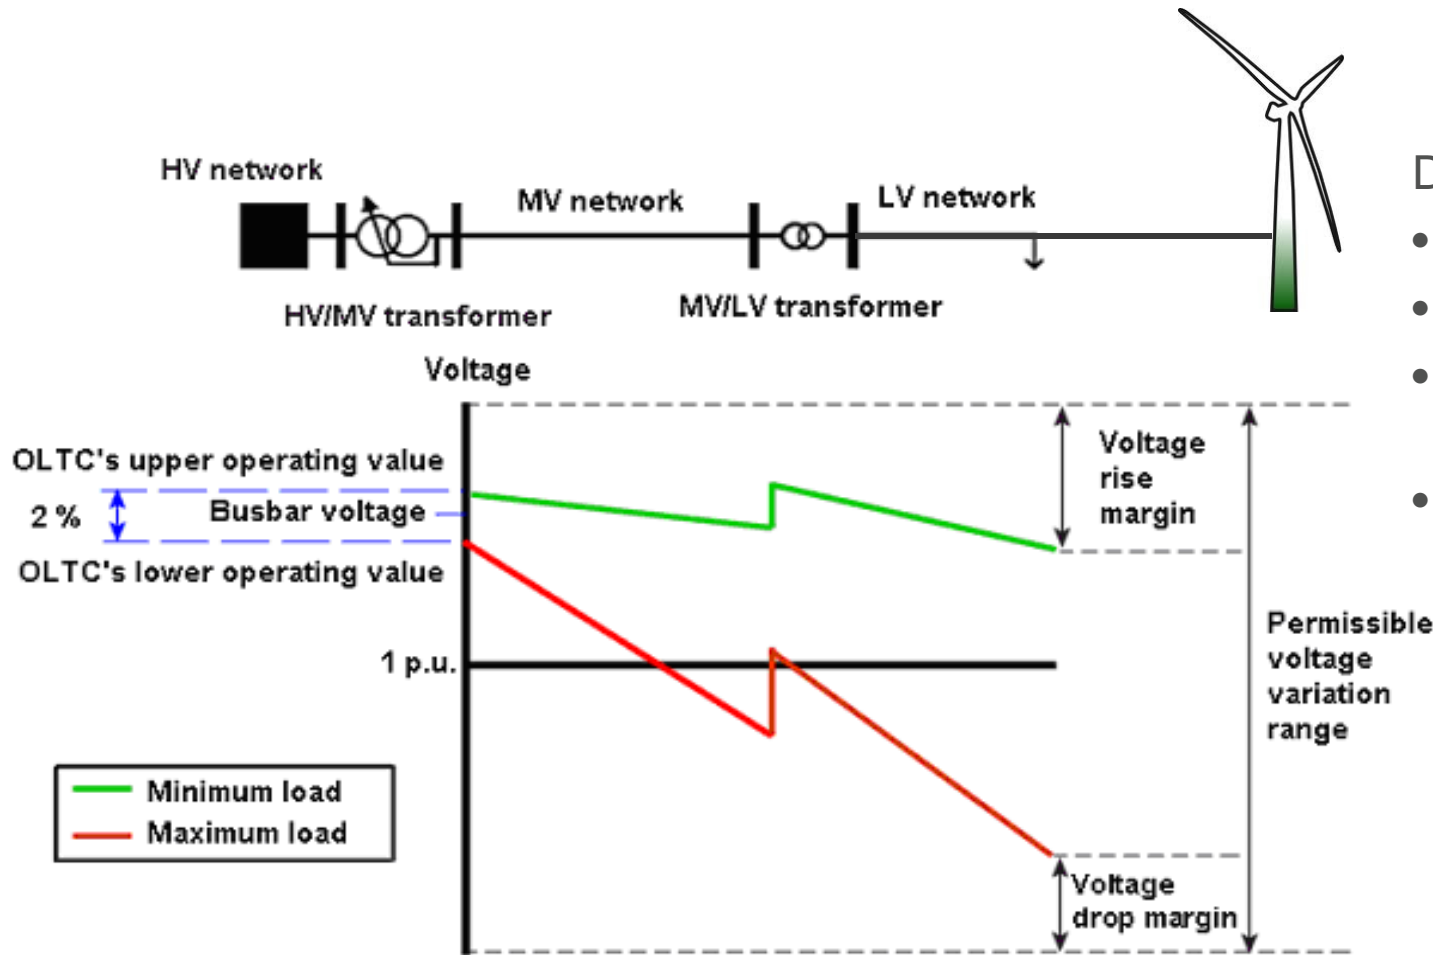 HV network
MV network
LV network
HV/MV transformer
MV/LV transformer
D
•
•
•
•
Voltage
OLTC's upper operating value
2 %
Busbar voltage
OLTC's lower operating value
1 p.u.
Voltage
rise
margin
Permissible
voltage
variation
range
Voltage
drop margin
Minimum load
Maximum load